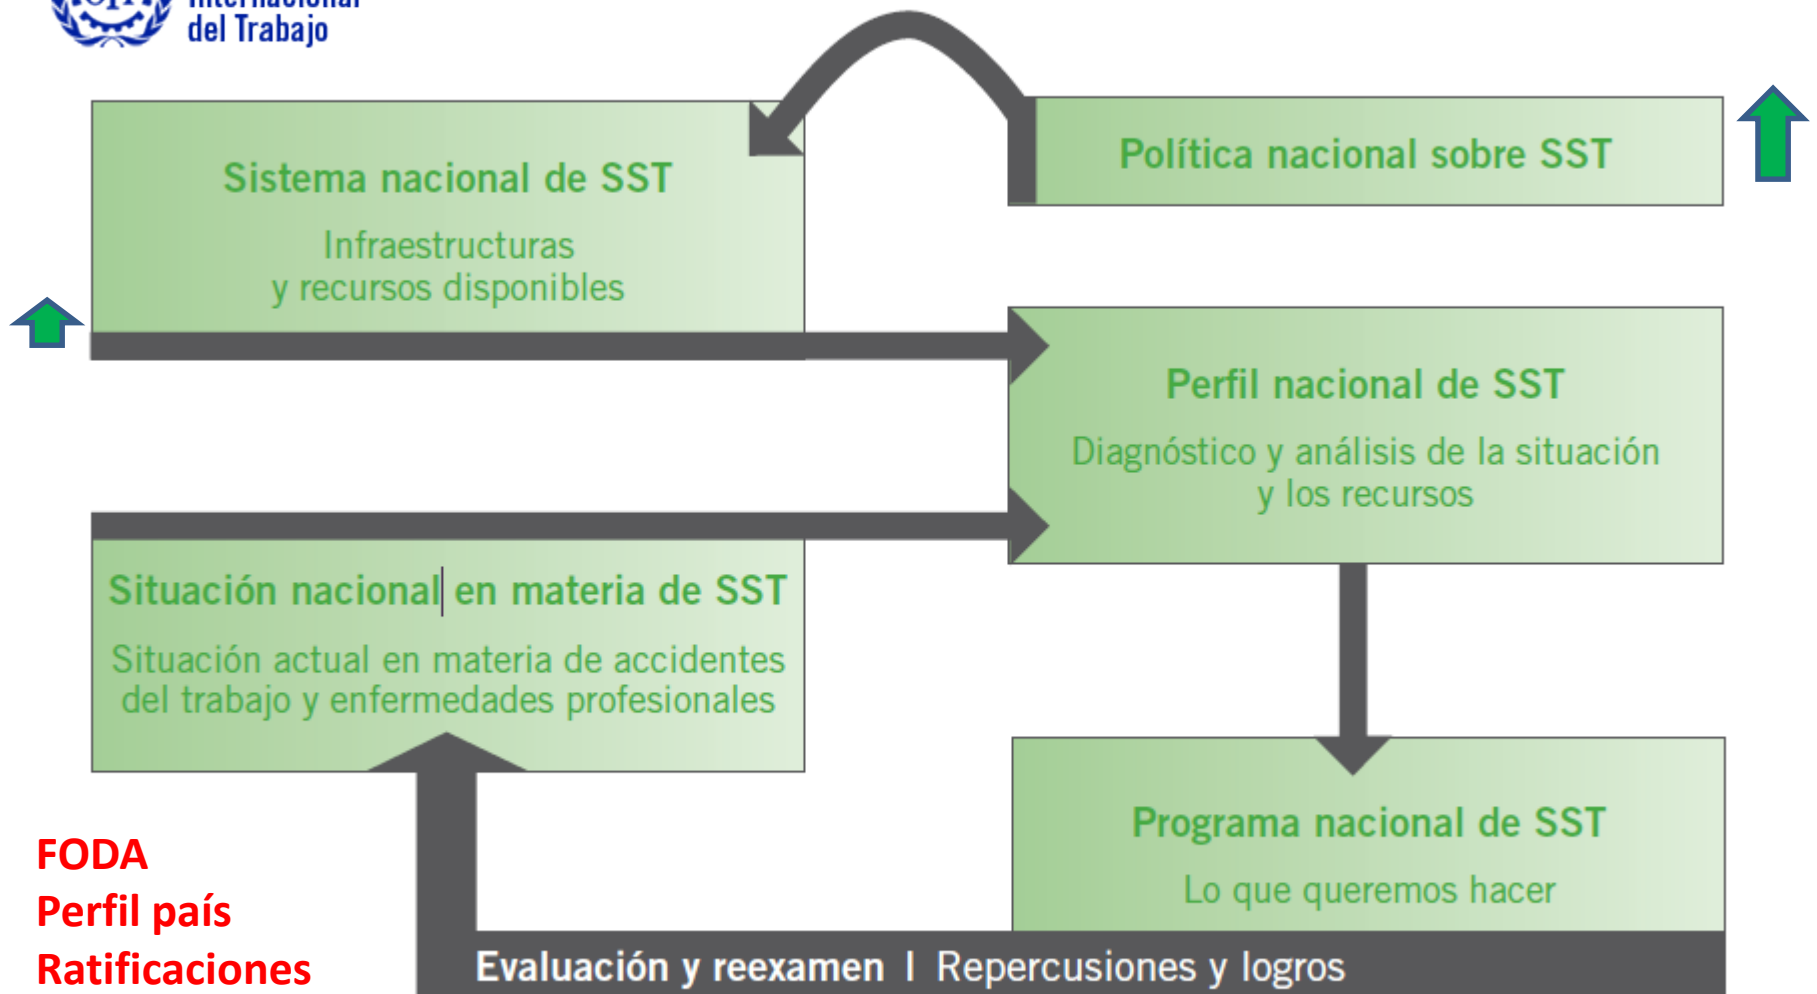 OIT
Internacional
del Trabajo
Sistema nacional de SST
Infraestructuras
y recursos disponibles
Política nacional sobre SST
Perfil nacional de SST
Diagnóstico y análisis de la situación
y los recursos
Situación nacional en materia de SST
Situación actual en materia de accidentes
del trabajo y enfermedades profesionales
Programa nacional de SST
Lo que queremos hacer
FODA
Perfil país
Ratificaciones
Evaluación y reexamen | Repercusiones y logros